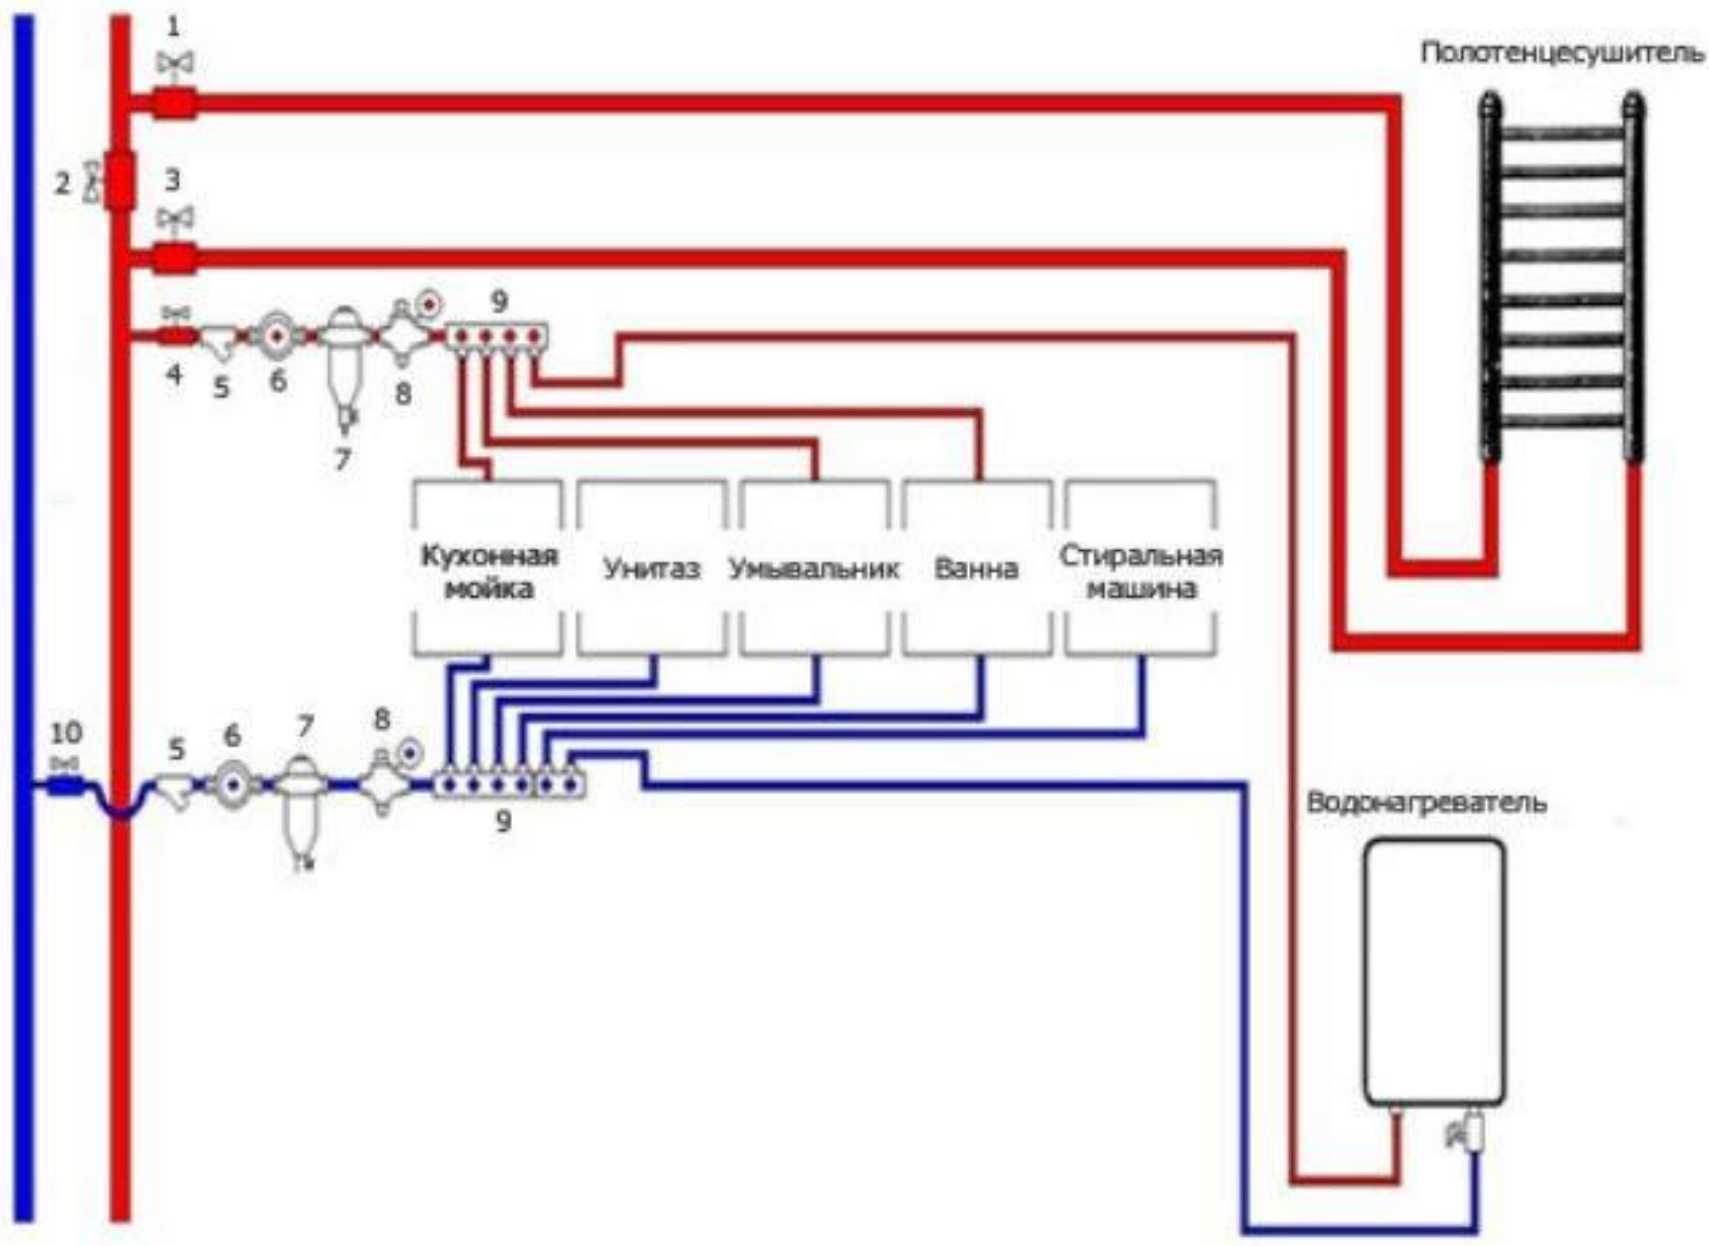 1
Полотенцесушитель
2
3
9
4
5
6
8
7
Кухонная
мойка
Унитаз
Умывальник
Ванна
Стиральная
машина
10
5
6
7
8
9
Водонагреватель